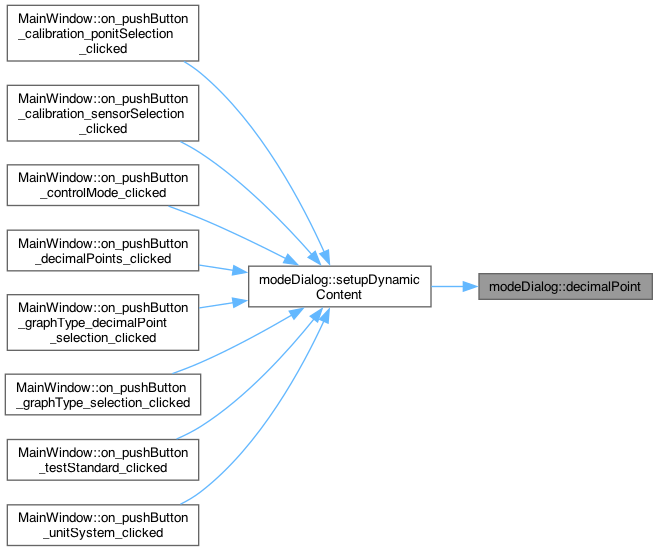 MainWindow::on_pushButton
_calibration_ponitSelection
_clicked
MainWindow::on_pushButton
_calibration_sensorSelection
_clicked
MainWindow::on_pushButton
_controlMode_clicked
MainWindow::on_pushButton
_decimalPoints_clicked
MainWindow::on_pushButton
_graphType_decimalPoint
_selection_clicked
MainWindow::on_pushButton
_graphType_selection_clicked
MainWindow::on_pushButton
_testStandard_clicked
MainWindow::on_pushButton
_unitSystem_clicked
modeDialog::setupDynamic
Content
modeDialog::decimalPoint